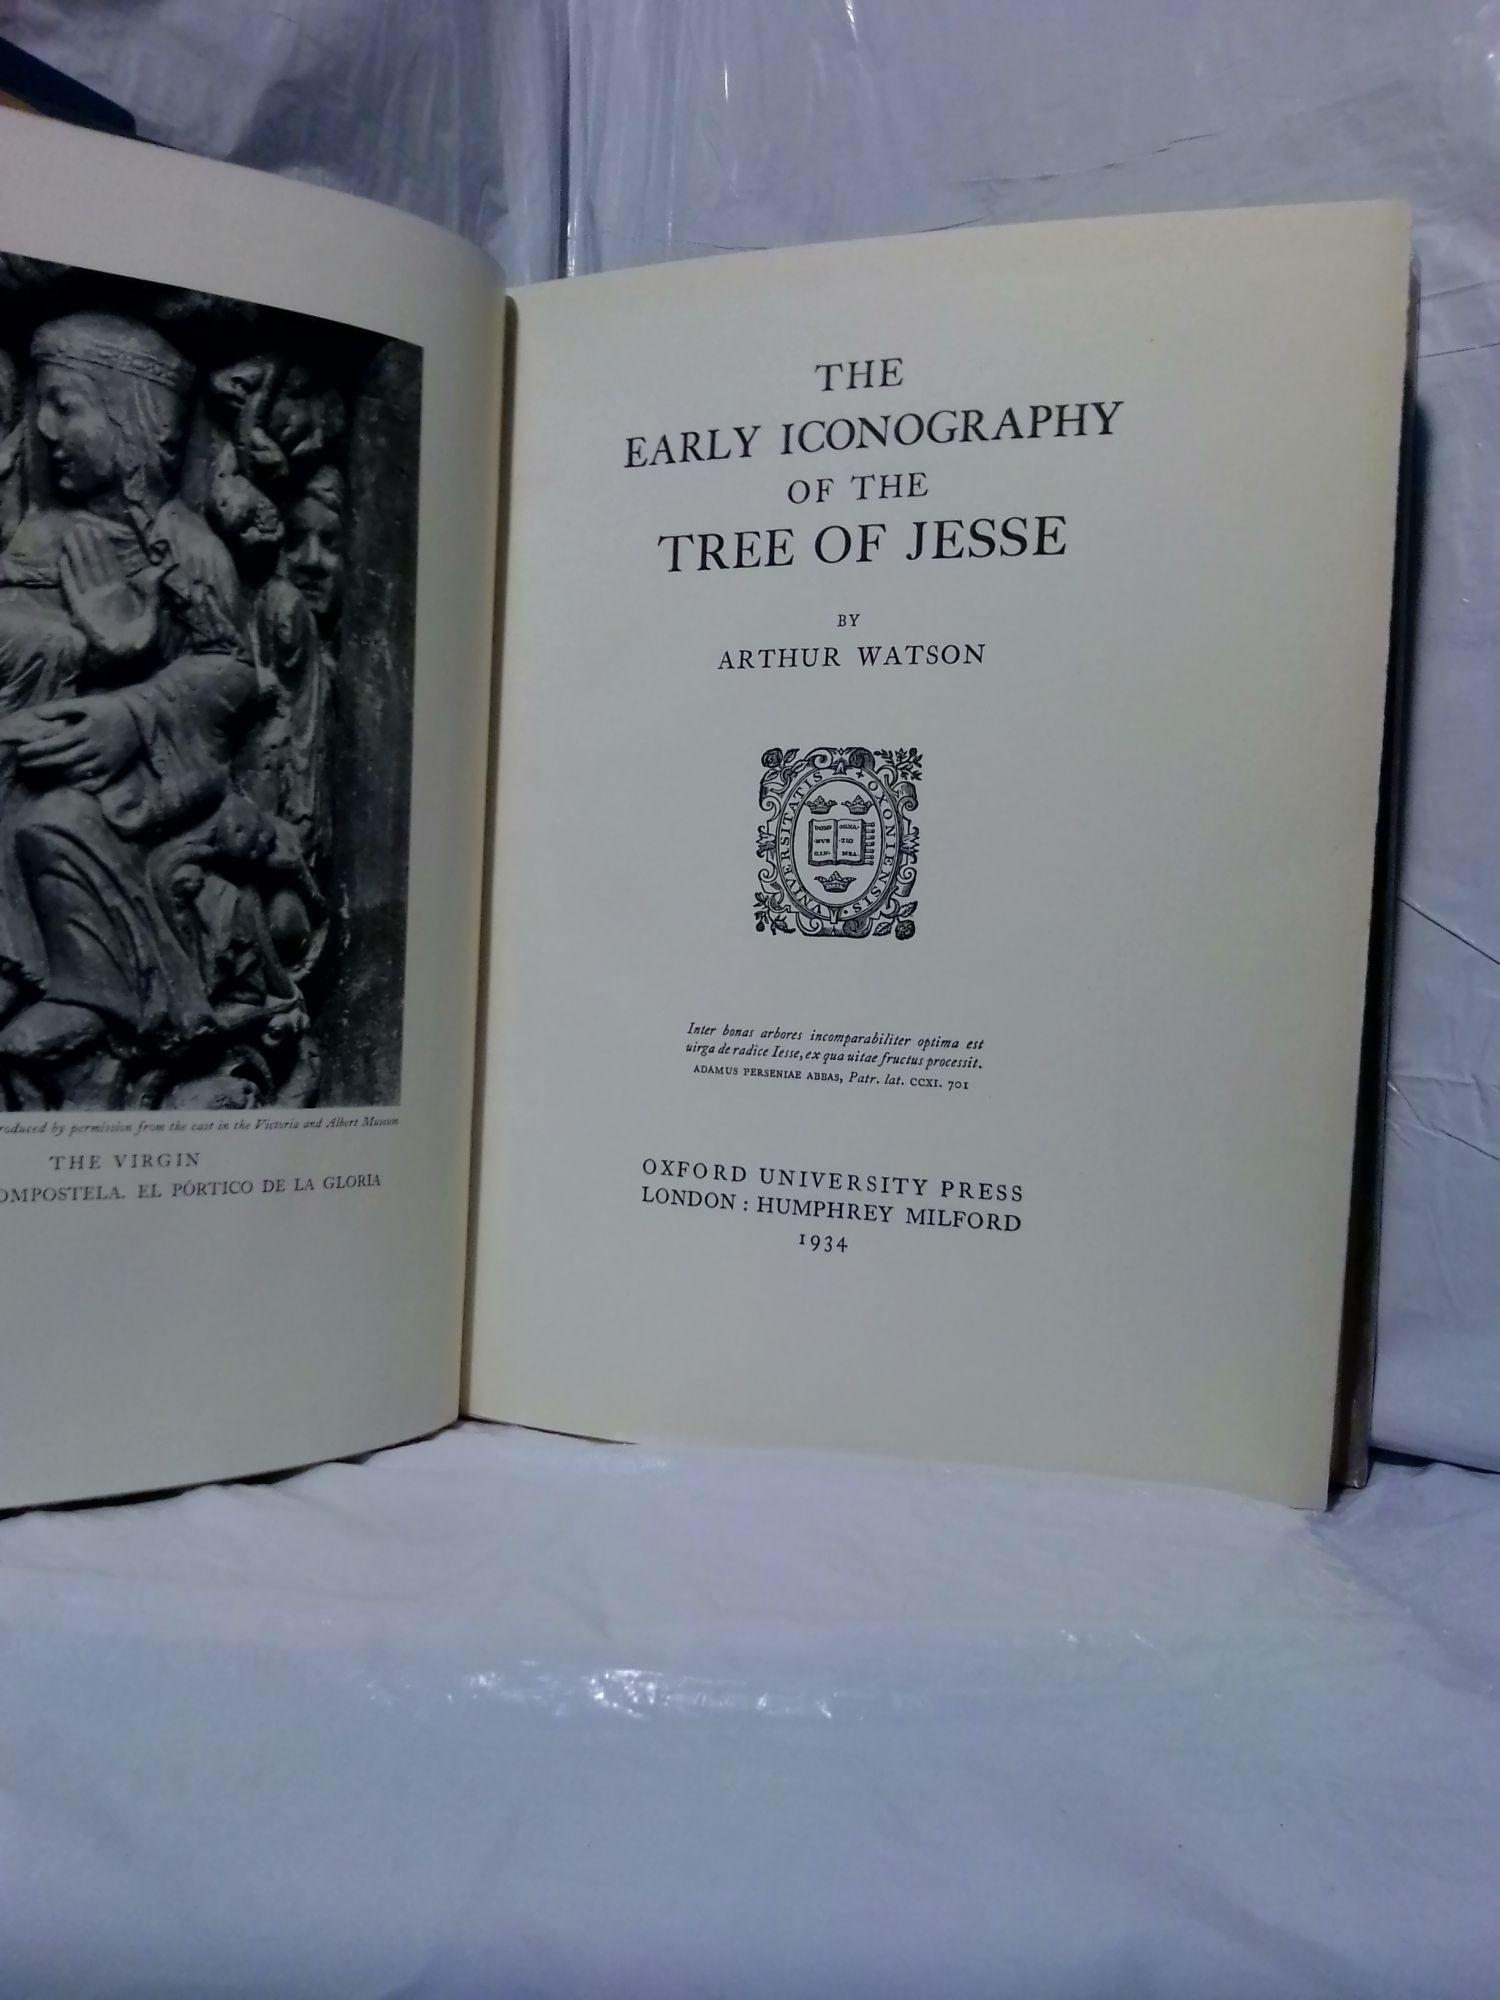 roduced by permission from the cast in the Victoria and Albert Museum
THE VIRGIN
OMPOSTELA. EL PÓRTICO DE LA GLORIA
THE
EARLY ICONOGRAPHY
OF THE
TREE OF JESSE
BY
ARTHUR WATSON
VNIVERSITATIS OXONIENSIS
Inter bonas arbores incomparabiliter optima est
uirga de radice Iesse, ex qua uitae fructus processit.
ADAMUS PERSENIAE ABBAS, Patr. lat. CCXI. 701
OXFORD UNIVERSITY PRESS
LONDON : HUMPHREY MILFORD
1934